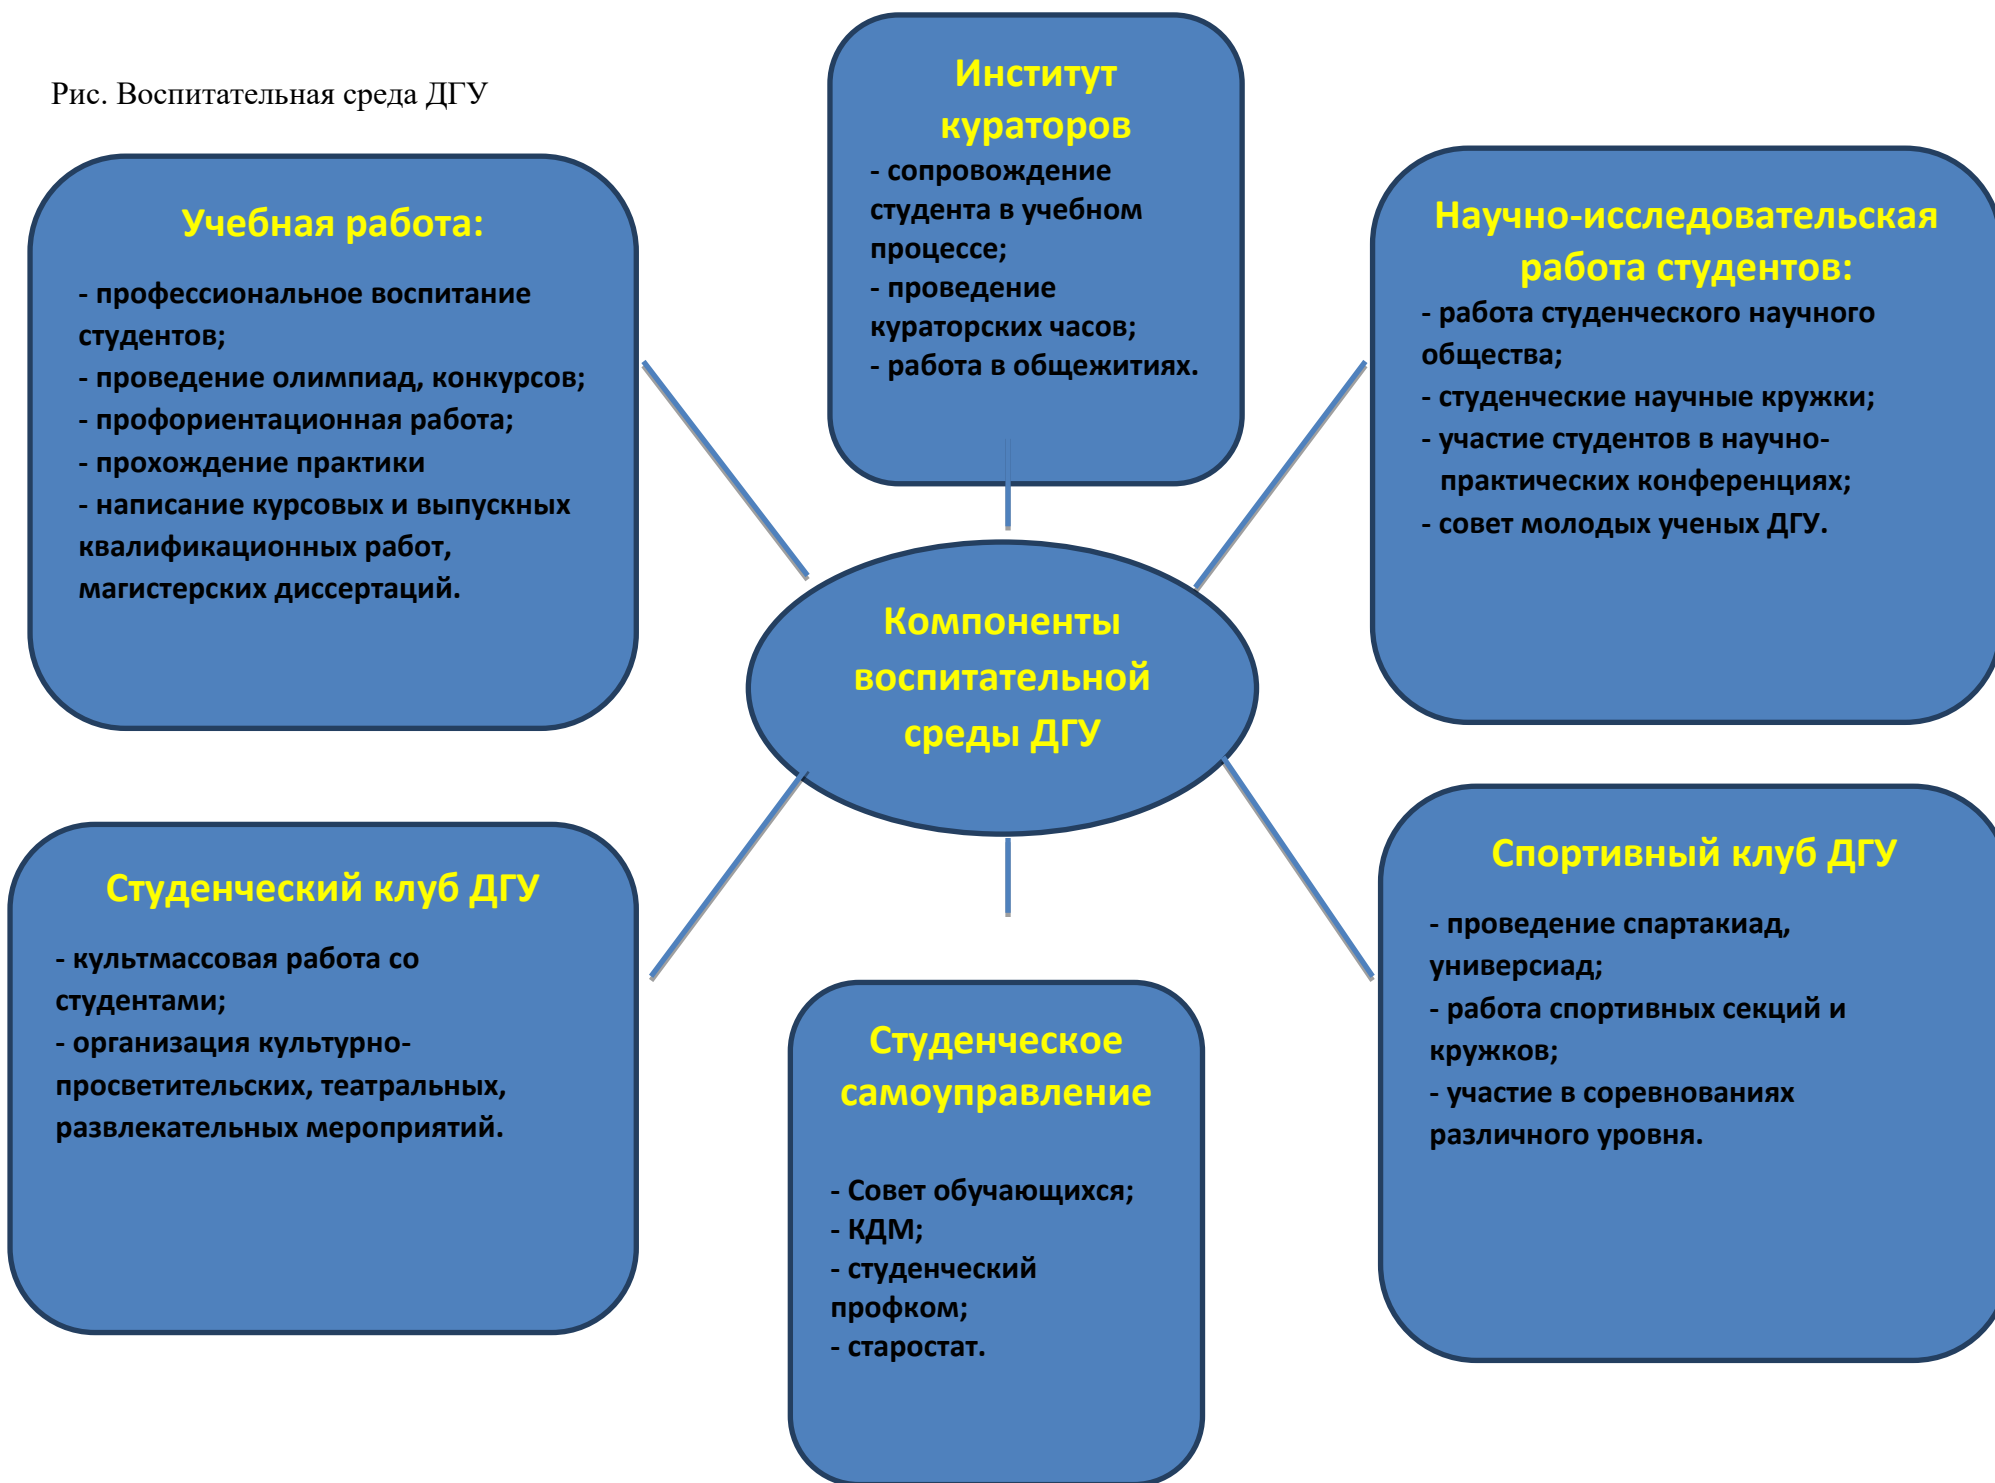 Рис. Воспитательная среда ДГУ
Институт
кураторов
- сопровождение
студента в учебном
процессе;
- проведение
кураторских часов;
- работа в общежитиях.
Учебная работа:
- профессиональное воспитание
студентов;
- проведение олимпиад, конкурсов;
- профориентационная работа;
- прохождение практики
- написание курсовых и выпускных
квалификационных работ,
магистерских диссертаций.
Научно-исследовательская
работа студентов:
- работа студенческого научного
общества;
- студенческие научные кружки;
- участие студентов в научно-
практических конференциях;
- совет молодых ученых ДГУ.
Компоненты
воспитательной
среды ДГУ
Студенческий клуб ДГУ
- культмассовая работа со
студентами;
- организация культурно-
просветительских, театральных,
развлекательных мероприятий.
Студенческое
самоуправление
- Совет обучающихся;
- КДМ;
- студенческий
профком;
- старостат.
Спортивный клуб ДГУ
- проведение спартакиад,
универсиад;
- работа спортивных секций и
кружков;
- участие в соревнованиях
различного уровня.